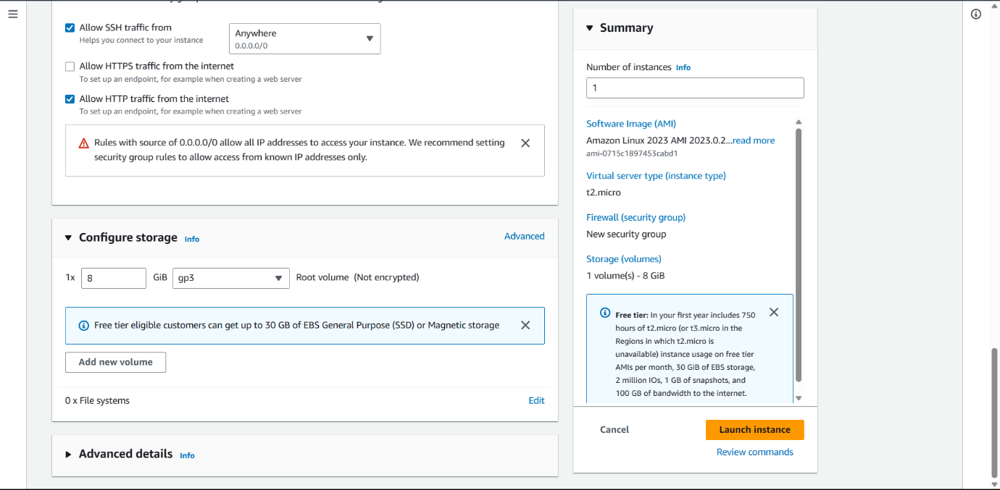 Allow SSH traffic from
Helps you connect to your instance
Anywhere
0.0.0.0/0
Allow HTTPS traffic from the internet
To set up an endpoint, for example when creating a web server
Allow HTTP traffic from the internet
To set up an endpoint, for example when creating a web server
Rules with source of 0.0.0.0/0 allow all IP addresses to access your instance. We recommend setting
security group rules to allow access from known IP addresses only.
Configure storage Info
Advanced
1x 8 GiB gp3 Root volume (Not encrypted)
Free tier eligible customers can get up to 30 GB of EBS General Purpose (SSD) or Magnetic storage
Add new volume
0 x File systems
Edit
Advanced details Info
Summary
Number of instances Info
1
Software Image (AMI)
Amazon Linux 2023 AMI 2023.0.2...read more
ami-0715c1897453cabd1
Virtual server type (instance type)
t2.micro
Firewall (security group)
New security group
Storage (volumes)
1 volume(s) - 8 GiB
Free tier: In your first year includes 750
hours of t2.micro (or t3.micro in the
Regions in which t2.micro is
unavailable) instance usage on free tier
AMIs per month, 30 GiB of EBS storage,
2 million IOs, 1 GB of snapshots, and
100 GB of bandwidth to the internet.
Cancel
Launch instance
Review commands